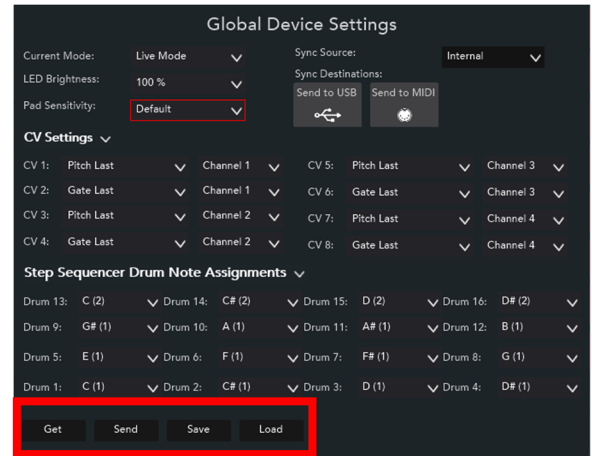 Global Device Settings
Current Mode: Live Mode Sync Source: Internal
LED Brightness: 100 % Sync Destinations:
Pad Sensitivity: Default Send to USB Send to MIDI
CV Settings
CV 1: Pitch Last Channel 1 CV 5: Pitch Last Channel 3
CV 2: Gate Last Channel 1 CV 6: Gate Last Channel 3
CV 3: Pitch Last Channel 2 CV 7: Pitch Last Channel 4
CV 4: Gate Last Channel 2 CV 8: Gate Last Channel 4
Step Sequencer Drum Note Assignments
Drum 13: C (2) Drum 14: C# (2) Drum 15: D (2) Drum 16: D# (2)
Drum 9: G# (1) Drum 10: A (1) Drum 11: A# (1) Drum 12: B (1)
Drum 5: E (1) Drum 6: F (1) Drum 7: F# (1) Drum 8: G (1)
Drum 1: C (1) Drum 2: C# (1) Drum 3: D (1) Drum 4: D# (1)
Get Send Save Load